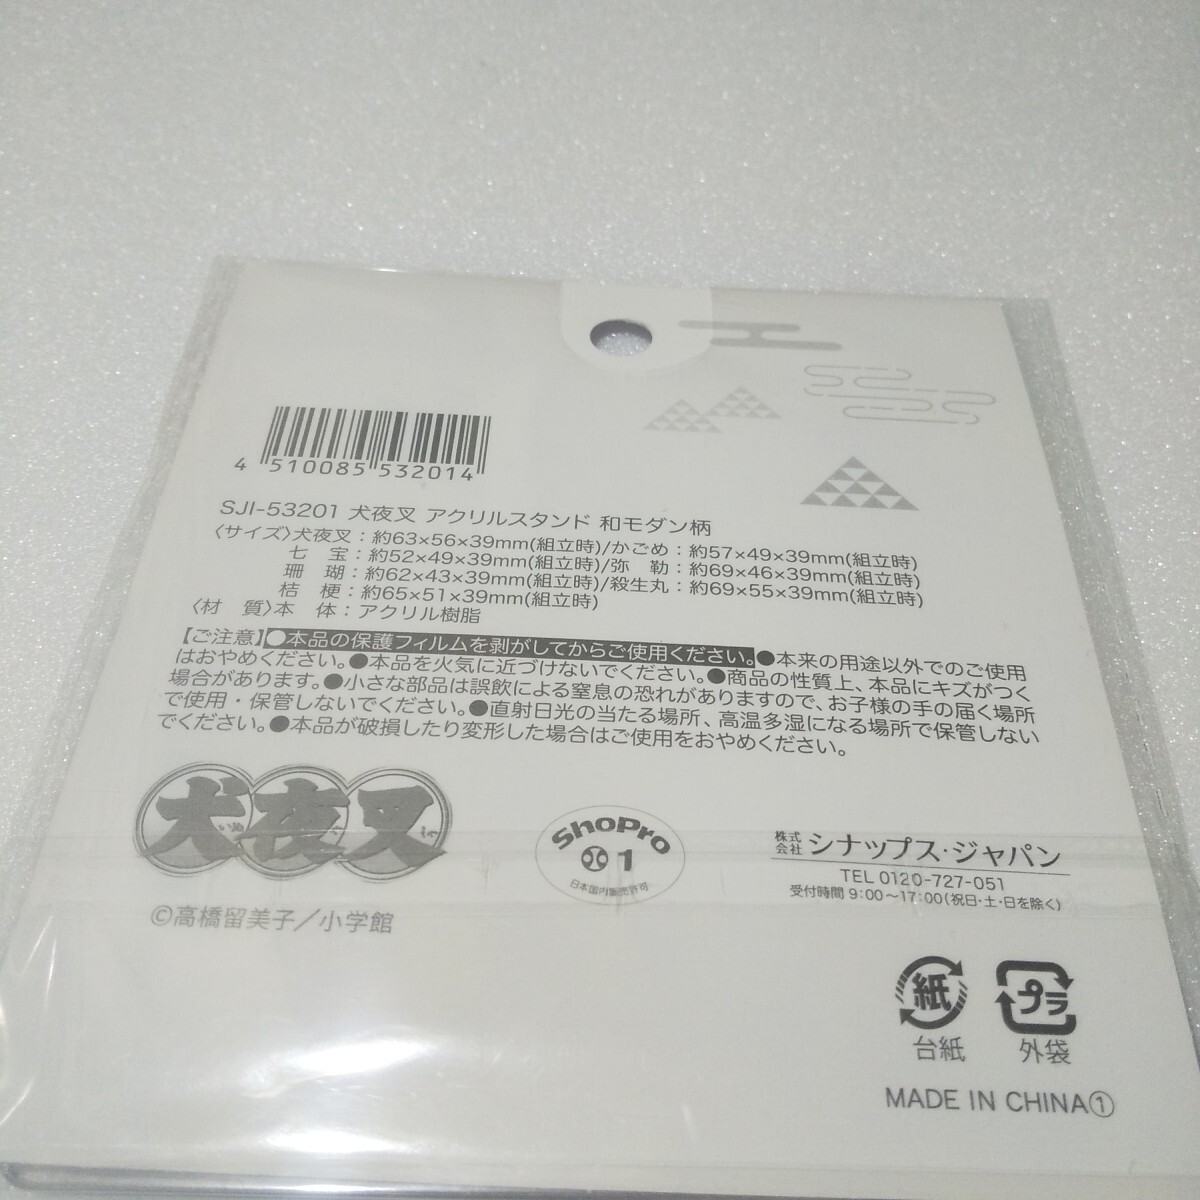 4 510085 532014
SJI-53201 犬夜叉 アクリルスタンド 和モダン柄
〈サイズ〉犬夜叉：約63×56×39mm(組立時)/かごめ：約57×49×39mm(組立時)
七 宝：約52×49×39mm(組立時)/弥 勒：約69×46×39mm(組立時)
珊 瑚：約62×43×39mm(組立時)/殺生丸：約69×55×39mm(組立時)
桔 梗：約65×51×39mm(組立時)
〈材 質〉本 体：アクリル樹脂
【ご注意】●本品の保護フィルムを剥がしてからご使用ください。●本来の用途以外でのご使用
はおやめください。●本品を火気に近づけないでください。●商品の性質上、本品にキズがつく
場合があります。●小さな部品は誤飲による窒息の恐れがありますので、お子様の手の届く場所
で使用・保管しないでください。●直射日光の当たる場所、高温多湿になる場所で保管しない
でください。●本品が破損したり変形した場合はご使用をおやめください。
犬夜叉
©高橋留美子／小学館
ShoPro
1
日本国内販売許可
株式会社 シナップス・ジャパン
TEL 0120-727-051
受付時間 9:00～17:00(祝日・土・日を除く)
紙
台紙
プラ
外袋
MADE IN CHINA①